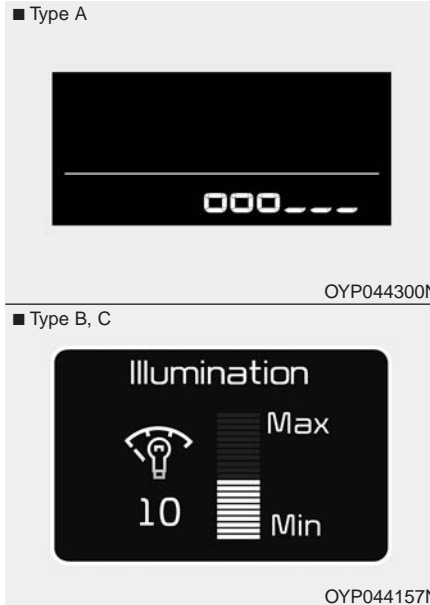 ■ Type A
000___
OYP044300N
■ Type B, C
Illumination
Max
10
Min
OYP044157N